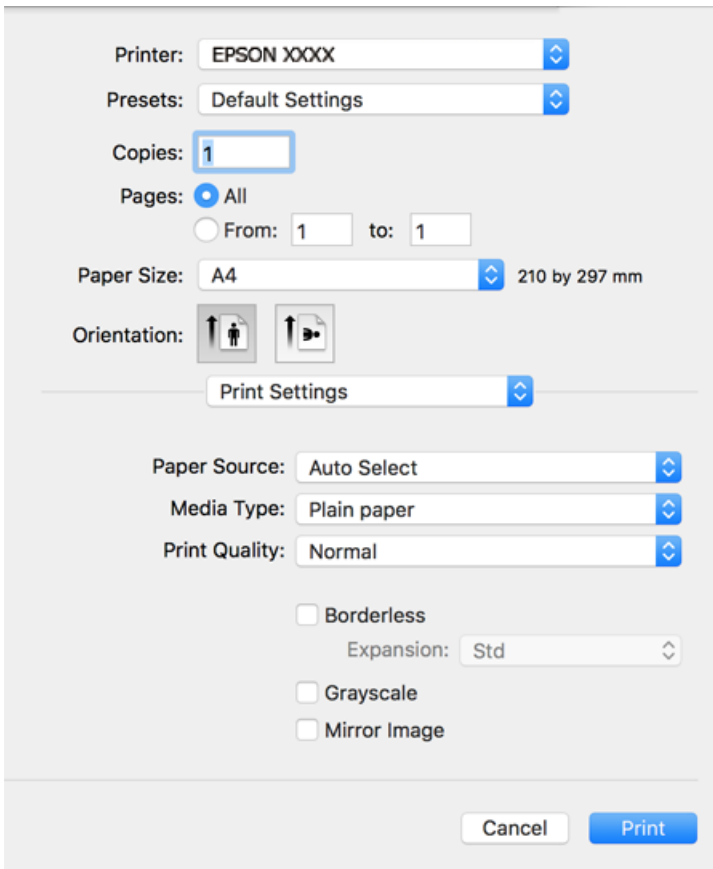 Printer: EPSON XXXX
Presets: Default Settings
Copies: 1
Pages: All
From: 1 to: 1
Paper Size: A4 210 by 297 mm
Orientation:
Print Settings
Paper Source: Auto Select
Media Type: Plain paper
Print Quality: Normal
Borderless
Expansion: Std
Grayscale
Mirror Image
Cancel Print